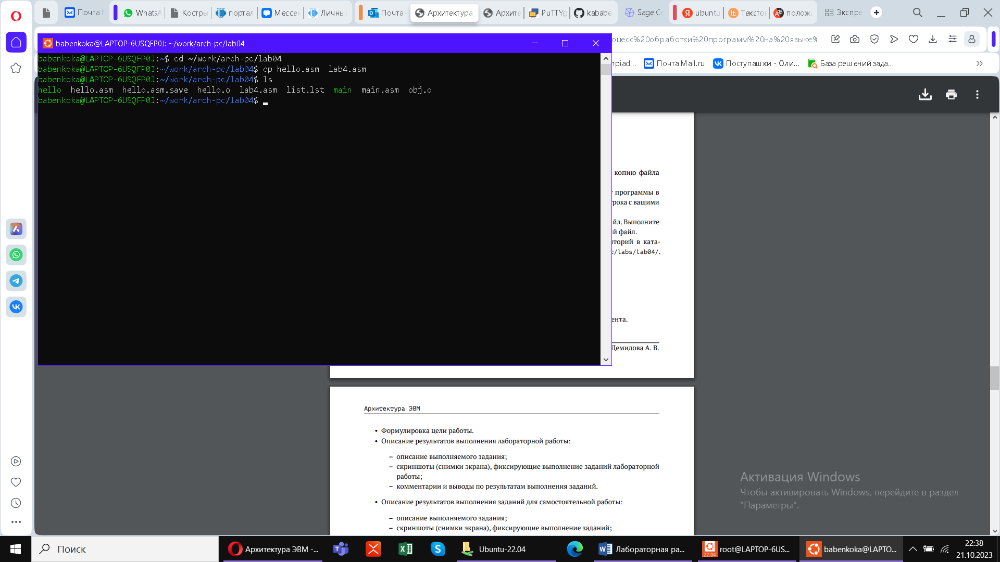 Почта
WhatsA
Костры
портал
Мессен
Личны
Почта -
Архитектура
Архите
PuTTYg
kababe
Sage Ce
ubuntu
Тексто
полож
Экспре
babenkoka@LAPTOP-6USQFP0J: ~/work/arch-pc/lab04
оцесс%20обработки%20программ%20на%20языке%
npiad...
Почта Mail.ru
Поступашки - Оли...
База решений зада...
babenkoka@LAPTOP-6USQFP0J:~$ cd ~/work/arch-pc/lab04
babenkoka@LAPTOP-6USQFP0J:~/work/arch-pc/lab04$ cp hello.asm  lab4.asm
babenkoka@LAPTOP-6USQFP0J:~/work/arch-pc/lab04$ ls
hello  hello.asm  hello.asm.save  hello.o  lab4.asm  list.lst  main  main.asm  obj.o
babenkoka@LAPTOP-6USQFP0J:~/work/arch-pc/lab04$
копию файла
программы в
рока с вашими
йл. Выполните
й файл.
торий в ката-
c/labs/lab04/.
ента.
Демидова А. В.
Архитектура ЭВМ
• Формулировка цели работы.
• Описание результатов выполнения лабораторной работы:
– описание выполняемого задания;
– скриншоты (снимки экрана), фиксирующие выполнение заданий лабораторной
работы;
– комментарии и выводы по результатам выполнения заданий.
• Описание результатов выполнения заданий для самостоятельной работы:
– описание выполняемого задания;
– скриншоты (снимки экрана), фиксирующие выполнение заданий;
Активация Windows
Чтобы активировать Windows, перейдите в раздел
"Параметры".
Поиск
Архитектура ЭВМ -...
Ubuntu-22.04
Лабораторная ра...
root@LAPTOP-6US...
babenkoka@LAPTO...
22:38
21.10.2023